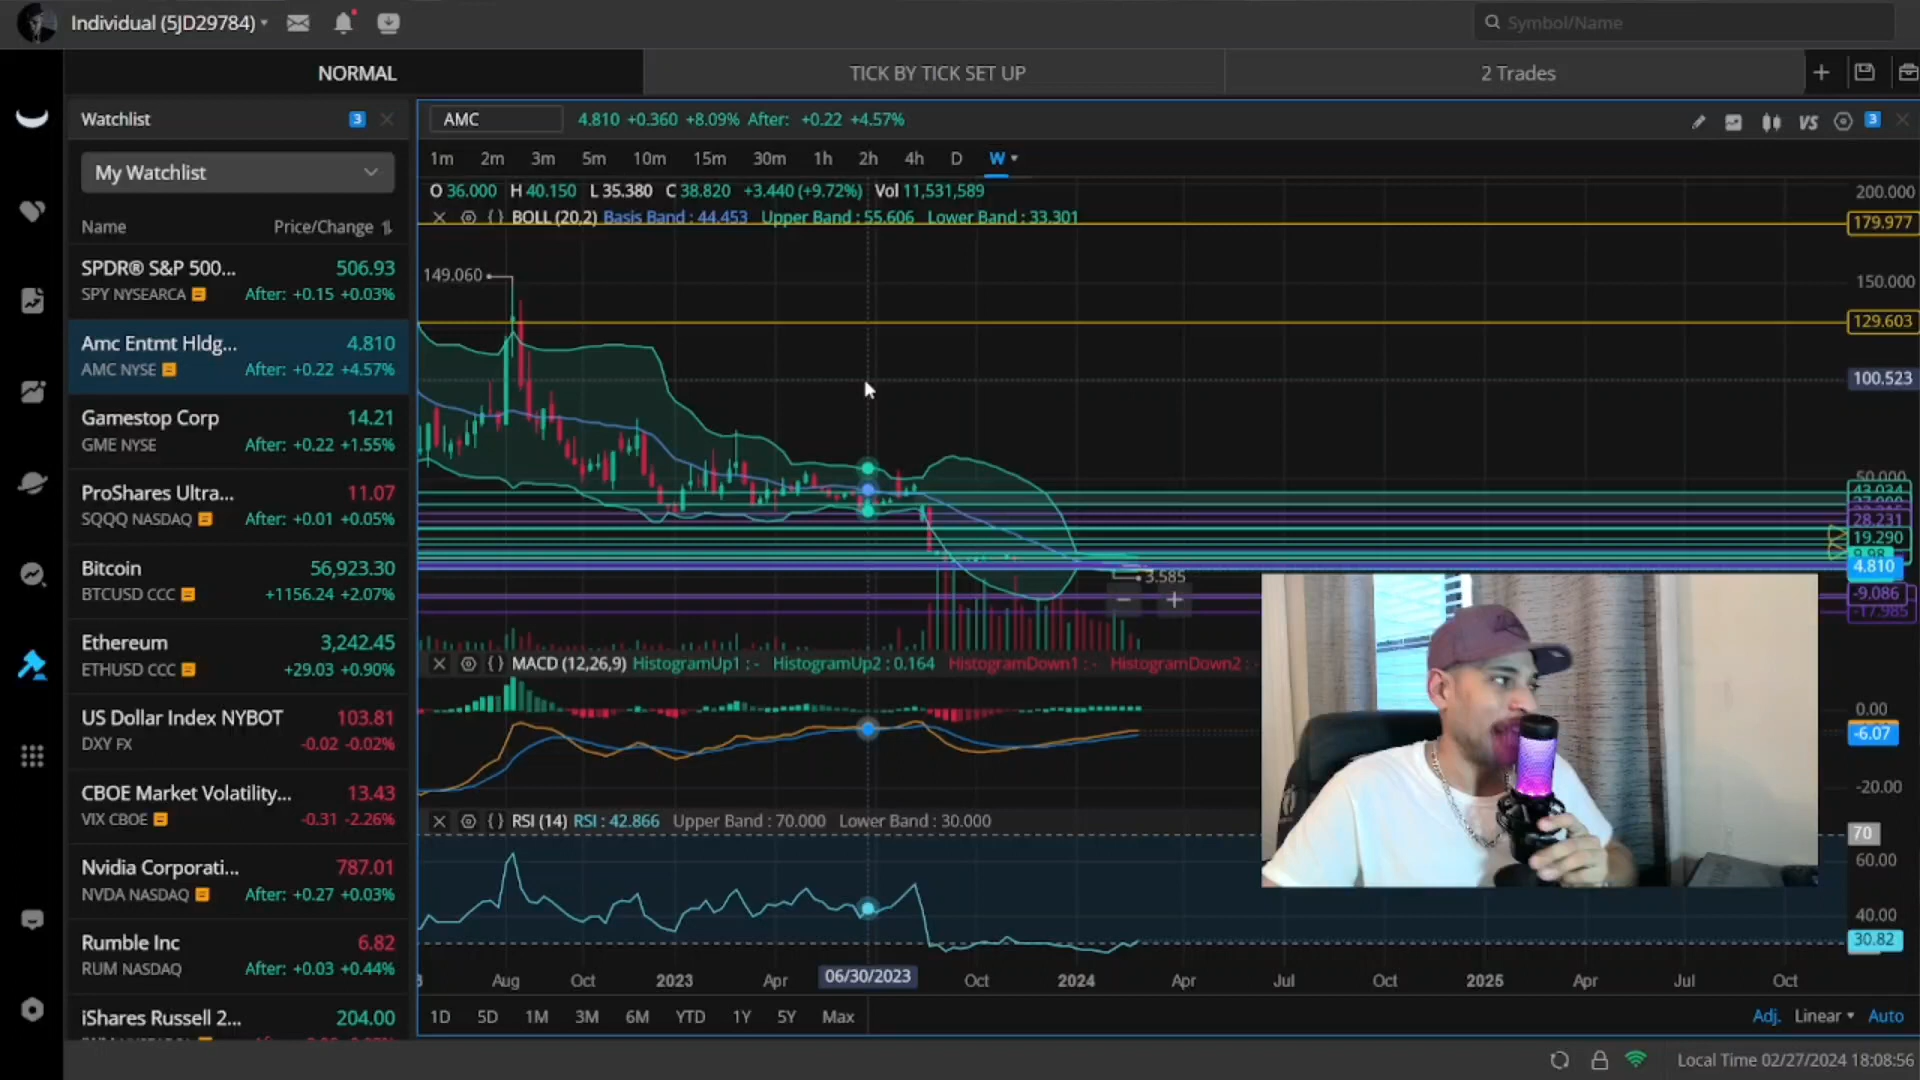 Individual (5JD29784)
Symbol/Name
NORMAL
TICK BY TICK SET UP
2 Trades
Watchlist 3
My Watchlist
Name Price/Change
SPDR® S&P 500... 506.93
SPY NYSEARCA After: +0.15 +0.03%
Amc Entmt Hldg... 4.810
AMC NYSE After: +0.22 +4.57%
Gamestop Corp 14.21
GME NYSE After: +0.22 +1.55%
ProShares Ultra... 11.07
SQQQ NASDAQ After: +0.01 +0.05%
Bitcoin 56,923.30
BTCUSD CCC +1156.24 +2.07%
Ethereum 3,242.45
ETHUSD CCC +29.03 +0.90%
US Dollar Index NYBOT 103.81
DXY FX -0.02 -0.02%
CBOE Market Volatility... 13.43
VIX CBOE -0.31 -2.26%
Nvidia Corporati... 787.01
NVDA NASDAQ After: +0.27 +0.03%
Rumble Inc 6.82
RUM NASDAQ After: +0.03 +0.44%
iShares Russell 2... 204.00
AMC 4.810 +0.360 +8.09% After: +0.22 +4.57% VS 3
1m 2m 3m 5m 10m 15m 30m 1h 2h 4h D W
O 36.000 H 40.150 L 35.380 C 38.820 +3.440 (+9.72%) Vol 11,531,589
BOLL (20,2) Basis Band : 44.453 Upper Band : 55.606 Lower Band : 33.301
200.000
179.977
150.000
149.060
129.603
100.523
50.000
43.034
28.231
19.290
9.98
4.810
3.585
-9.086
-17.985
MACD (12,26,9) HistogramUp1 : - HistogramUp2 : 0.164 HistogramDown1 : - HistogramDown2 :
0.00
-6.07
-20.00
RSI (14) RSI : 42.866 Upper Band : 70.000 Lower Band : 30.000
70
60.00
40.00
30.82
Aug Oct 2023 Apr 06/30/2023 Oct 2024 Apr Jul Oct 2025 Apr Jul Oct
1D 5D 1M 3M 6M YTD 1Y 5Y Max Adj. Linear Auto
Local Time 02/27/2024 18:08:56